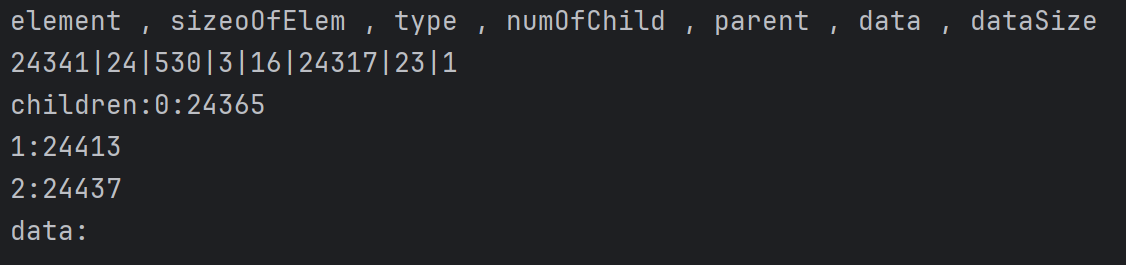 element , sizeoOfElem , type , numOfChild , parent , data , dataSize
24341|24|530|3|16|24317|23|1
children:0:24365
1:24413
2:24437
data: